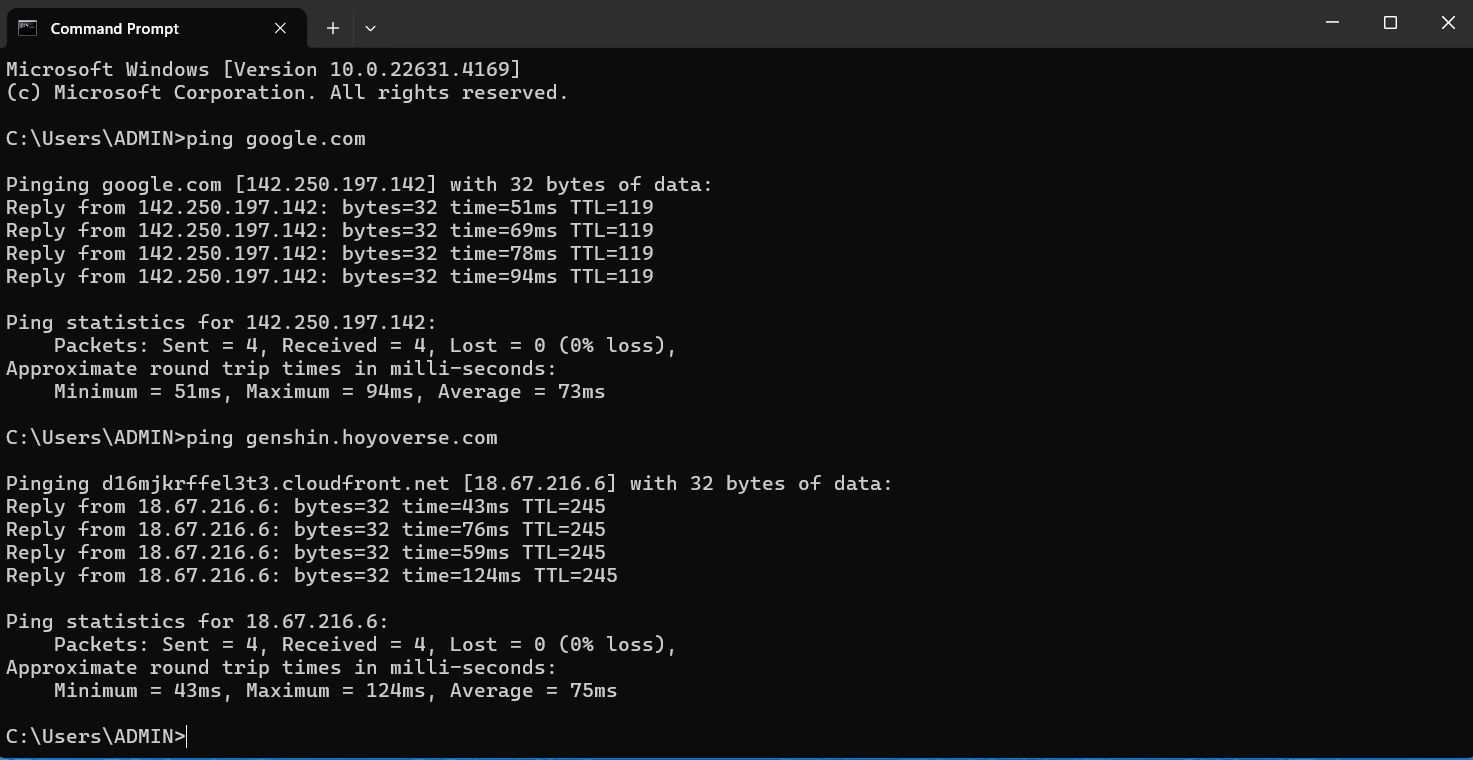 Command Prompt
Microsoft Windows [Version 10.0.22631.4169]
(c) Microsoft Corporation. All rights reserved.
C:\Users\ADMIN>ping google.com
Pinging google.com [142.250.197.142] with 32 bytes of data:
Reply from 142.250.197.142: bytes=32 time=51ms TTL=119
Reply from 142.250.197.142: bytes=32 time=69ms TTL=119
Reply from 142.250.197.142: bytes=32 time=78ms TTL=119
Reply from 142.250.197.142: bytes=32 time=94ms TTL=119
Ping statistics for 142.250.197.142:
    Packets: Sent = 4, Received = 4, Lost = 0 (0% loss),
Approximate round trip times in milli-seconds:
    Minimum = 51ms, Maximum = 94ms, Average = 73ms
C:\Users\ADMIN>ping genshin.hoyoverse.com
Pinging d16mjkrffel3t3.cloudfront.net [18.67.216.6] with 32 bytes of data:
Reply from 18.67.216.6: bytes=32 time=43ms TTL=245
Reply from 18.67.216.6: bytes=32 time=76ms TTL=245
Reply from 18.67.216.6: bytes=32 time=59ms TTL=245
Reply from 18.67.216.6: bytes=32 time=124ms TTL=245
Ping statistics for 18.67.216.6:
    Packets: Sent = 4, Received = 4, Lost = 0 (0% loss),
Approximate round trip times in milli-seconds:
    Minimum = 43ms, Maximum = 124ms, Average = 75ms
C:\Users\ADMIN>